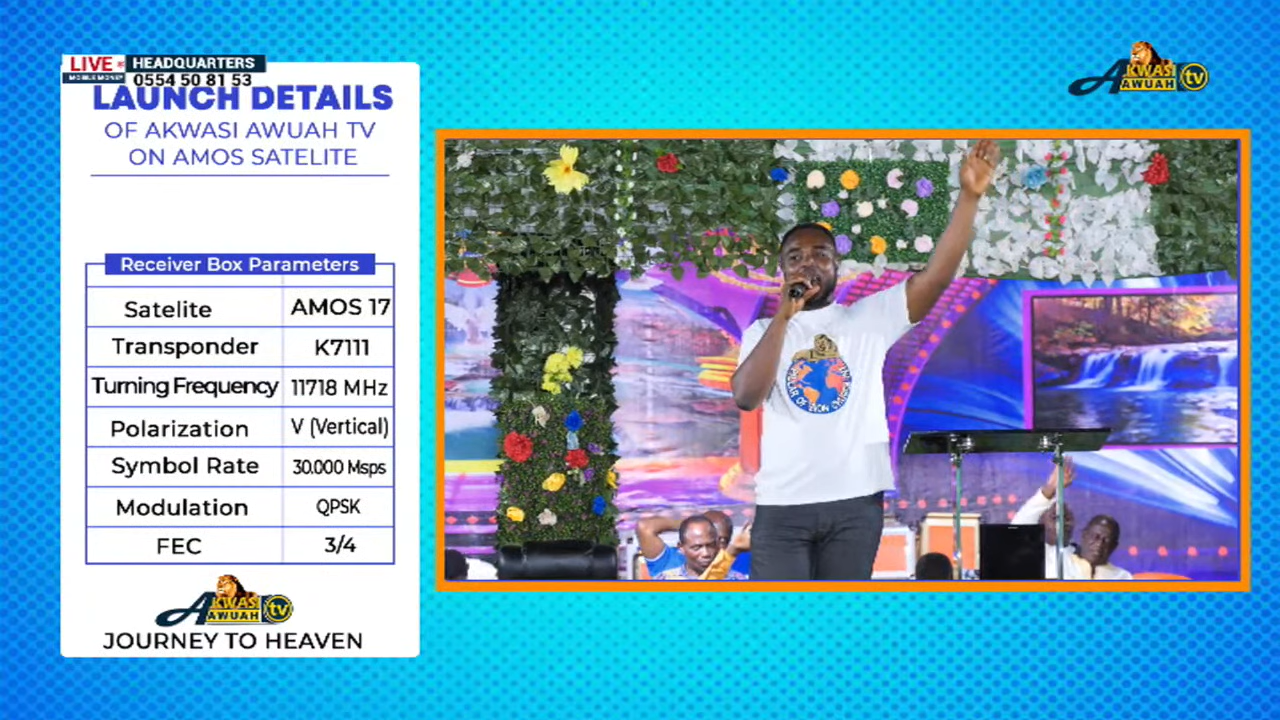 LIVE
HEADQUARTERS
MOBILE MONEY
0554 50 81 53
LAUNCH DETAILS
OF AKWASI AWUAH TV
ON AMOS SATELITE
Receiver Box Parameters
Satelite AMOS 17
Transponder K7111
Turning Frequency 11718 MHz
Polarization V (Vertical)
Symbol Rate 30.000 Msps
Modulation QPSK
FEC 3/4
AKWASI
AWUAH tv
JOURNEY TO HEAVEN
AKWASI
AWUAH tv